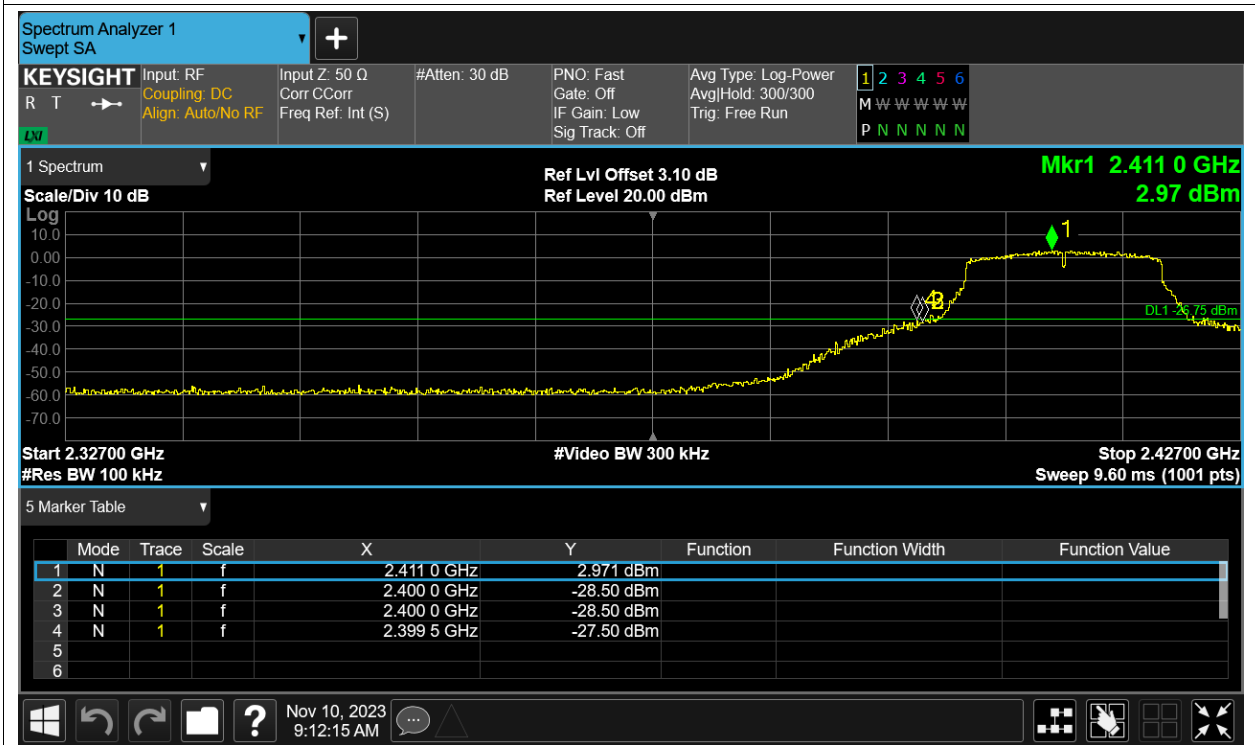 Spectrum Analyzer 1
Swept SA
KEYSIGHT
R T
LXI
Input: RF
Coupling: DC
Align: Auto/No RF
Input Z: 50 Ω
Corr CCorr
Freq Ref: Int (S)
#Atten: 30 dB
PNO: Fast
Gate: Off
IF Gain: Low
Sig Track: Off
Avg Type: Log-Power
Avg|Hold: 300/300
Trig: Free Run
1 2 3 4 5 6
M W W W W W
P N N N N N
1 Spectrum
Scale/Div 10 dB
Ref Lvl Offset 3.10 dB
Ref Level 20.00 dBm
Mkr1 2.411 0 GHz
2.97 dBm
Log
10.0
0.00
-10.0
-20.0
-30.0
-40.0
-50.0
-60.0
-70.0
1
DL1 -26.75 dBm
Start 2.32700 GHz
#Res BW 100 kHz
#Video BW 300 kHz
Stop 2.42700 GHz
Sweep 9.60 ms (1001 pts)
5 Marker Table
Mode Trace Scale X Y Function Function Width Function Value
1 N 1 f 2.411 0 GHz 2.971 dBm
2 N 1 f 2.400 0 GHz -28.50 dBm
3 N 1 f 2.400 0 GHz -28.50 dBm
4 N 1 f 2.399 5 GHz -27.50 dBm
5
6
?
Nov 10, 2023
9:12:15 AM